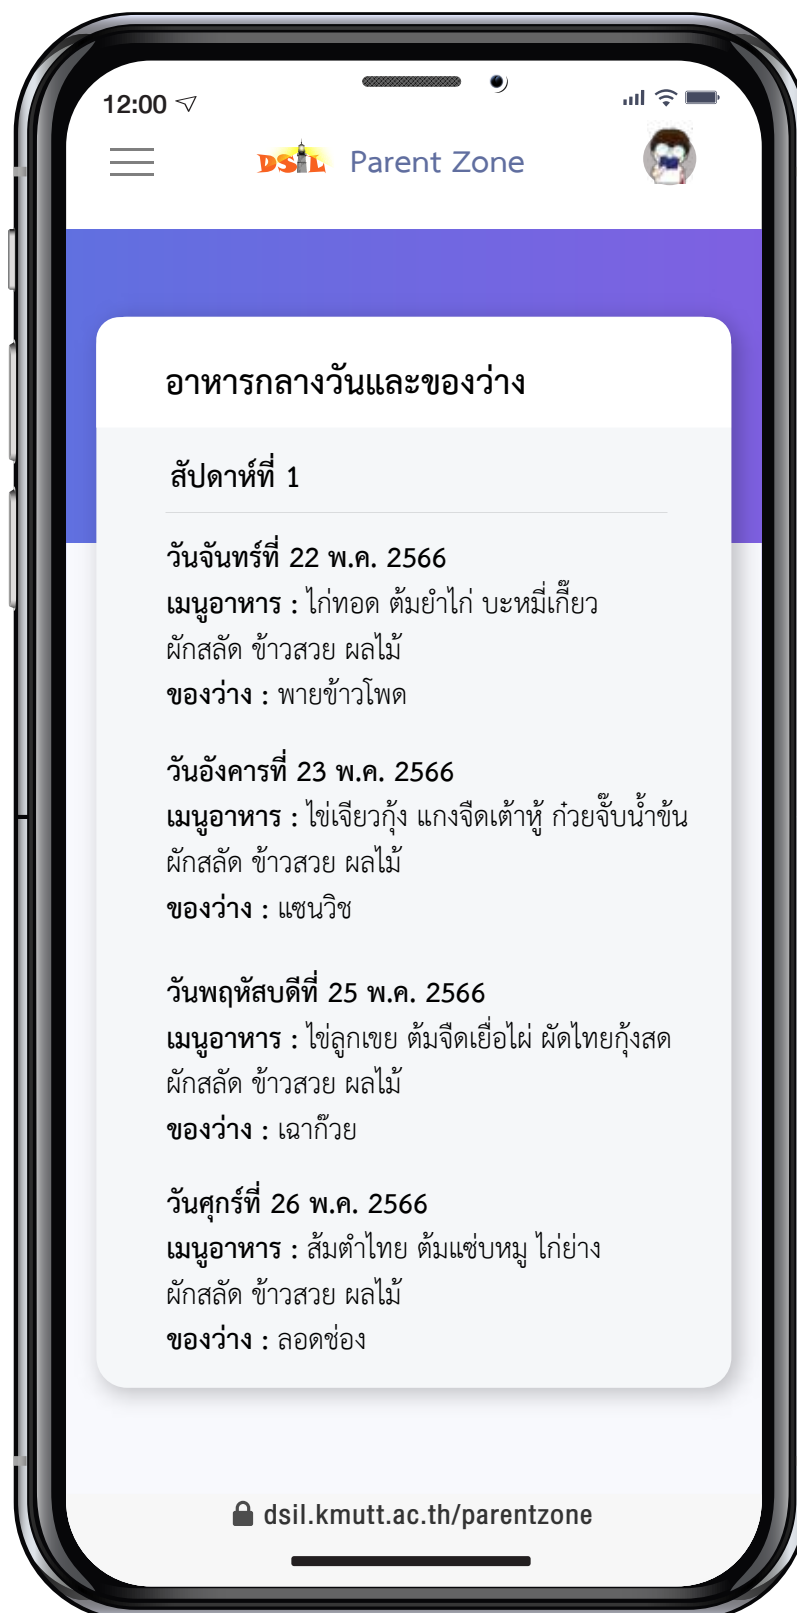 12:00
DSIL Parent Zone
อาหารกลางวันและของว่าง
สัปดาห์ที่ 1
วันจันทร์ที่ 22 พ.ค. 2566
เมนูอาหาร : ไก่ทอด ต้มยำไก่ บะหมี่เกี๊ยว
ผักสลัด ข้าวสวย ผลไม้
ของว่าง : พายข้าวโพด
วันอังคารที่ 23 พ.ค. 2566
เมนูอาหาร : ไข่เจียวกุ้ง แกงจืดเต้าหู้ ก๋วยจั๊บน้ำข้น
ผักสลัด ข้าวสวย ผลไม้
ของว่าง : แซนวิช
วันพฤหัสบดีที่ 25 พ.ค. 2566
เมนูอาหาร : ไข่ลูกเขย ต้มจืดเยื่อไผ่ ผัดไทยกุ้งสด
ผักสลัด ข้าวสวย ผลไม้
ของว่าง : เฉาก๊วย
วันศุกร์ที่ 26 พ.ค. 2566
เมนูอาหาร : ส้มตำไทย ต้มแซ่บหมู ไก่ย่าง
ผักสลัด ข้าวสวย ผลไม้
ของว่าง : ลอดช่อง
dsil.kmutt.ac.th/parentzone